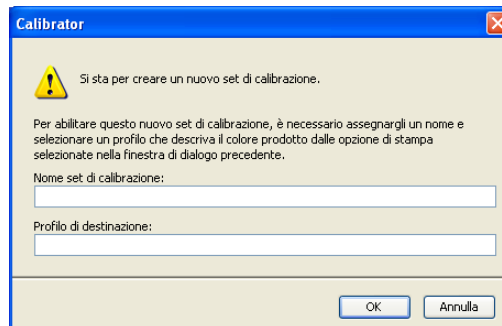 Calibrator
Si sta per creare un nuovo set di calibrazione.
Per abilitare questo nuovo set di calibrazione, è necessario assegnargli un nome e
selezionare un profilo che descriva il colore prodotto dalle opzione di stampa
selezionate nella finestra di dialogo precedente.
Nome set di calibrazione:
Profilo di destinazione:
OK
Annulla